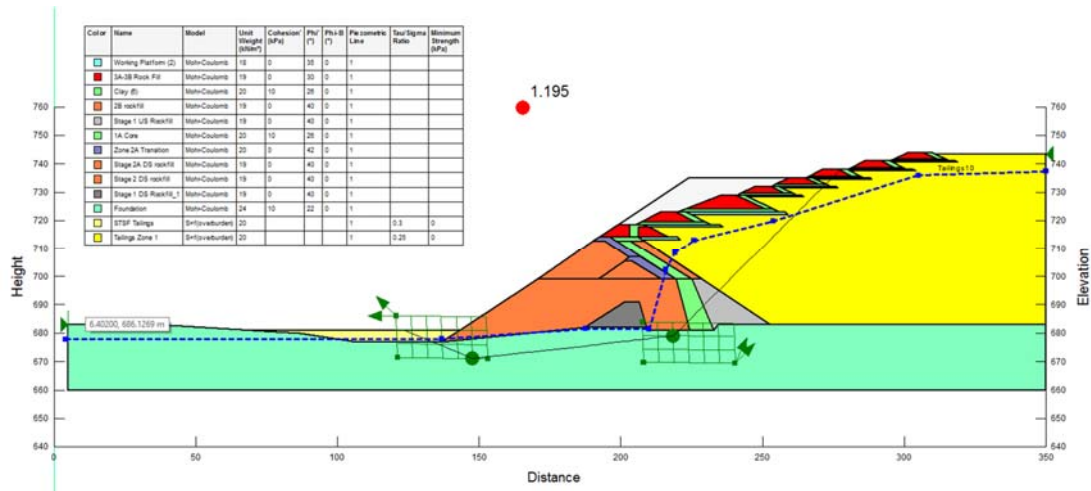 Color Name Model Unit Weight (kN/m³) Cohesion' (kPa) Phi' (°) Phi-B (°) Piezometric Line Tau/Sigma Ratio Minimum Strength (kPa)
Working Platform (2) Mohr-Coulomb 18 0 35 0 1
3A-3B Rock Fill Mohr-Coulomb 19 0 30 0 1
Clay (6) Mohr-Coulomb 20 10 26 0 1
2B rockfill Mohr-Coulomb 19 0 40 0 1
Stage 1 US Rockfill Mohr-Coulomb 19 0 40 0 1
1A Core Mohr-Coulomb 20 10 26 0 1
Zone 2A Transition Mohr-Coulomb 20 0 42 0 1
Stage 2A DS rockfill Mohr-Coulomb 19 0 40 0 1
Stage 2 DS rockfill Mohr-Coulomb 19 0 40 0 1
Stage 1 DS Rockfill_1 Mohr-Coulomb 19 0 40 0 1
Foundation Mohr-Coulomb 24 10 22 0 1
STSF Tailings S=f(overburden) 20 1 0.3 0
Tailings Zone 1 S=f(overburden) 20 1 0.25 0
1.195
760
750
740
730
720
710
700
690
680
670
660
650
640
Height
6.40200, 686.1269 m
Tailings10
760
750
740
730
720
710
700
690
680
670
660
650
640
Elevation
0 50 100 150 200 250 300 350
Distance